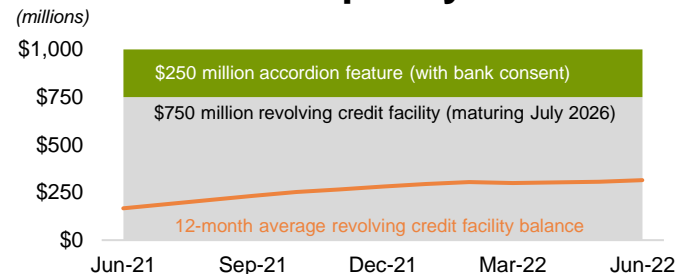 (millions)
$1,000
$250 million accordion feature (with bank consent)
$750
$750 million revolving credit facility (maturing July 2026)
$500
$250
12-month average revolving credit facility balance
$0
Jun-21 Sep-21 Dec-21 Mar-22 Jun-22